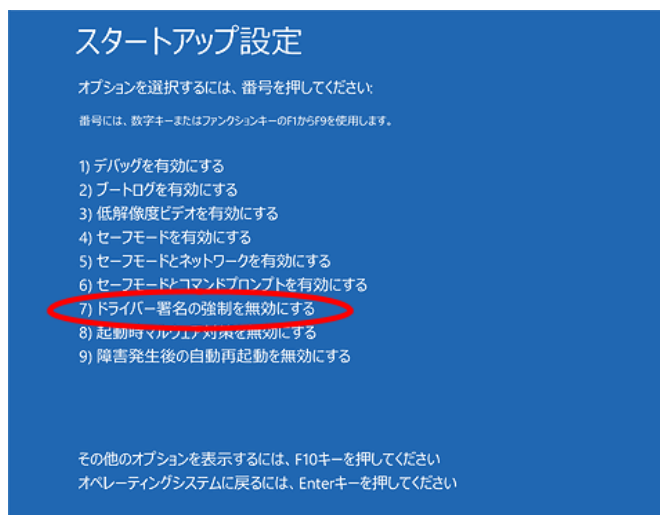 スタートアップ設定
オプションを選択するには、番号を押してください:
番号には、数字キーまたはファンクションキーのF1からF9を使用します。
1) デバッグを有効にする
2) ブートログを有効にする
3) 低解像度ビデオを有効にする
4) セーフモードを有効にする
5) セーフモードとネットワークを有効にする
6) セーフモードとコマンドプロンプトを有効にする
7) ドライバー署名の強制を無効にする
8) 起動時マルウェア対策を無効にする
9) 障害発生後の自動再起動を無効にする
その他のオプションを表示するには、F10キーを押してください
オペレーティングシステムに戻るには、Enterキーを押してください